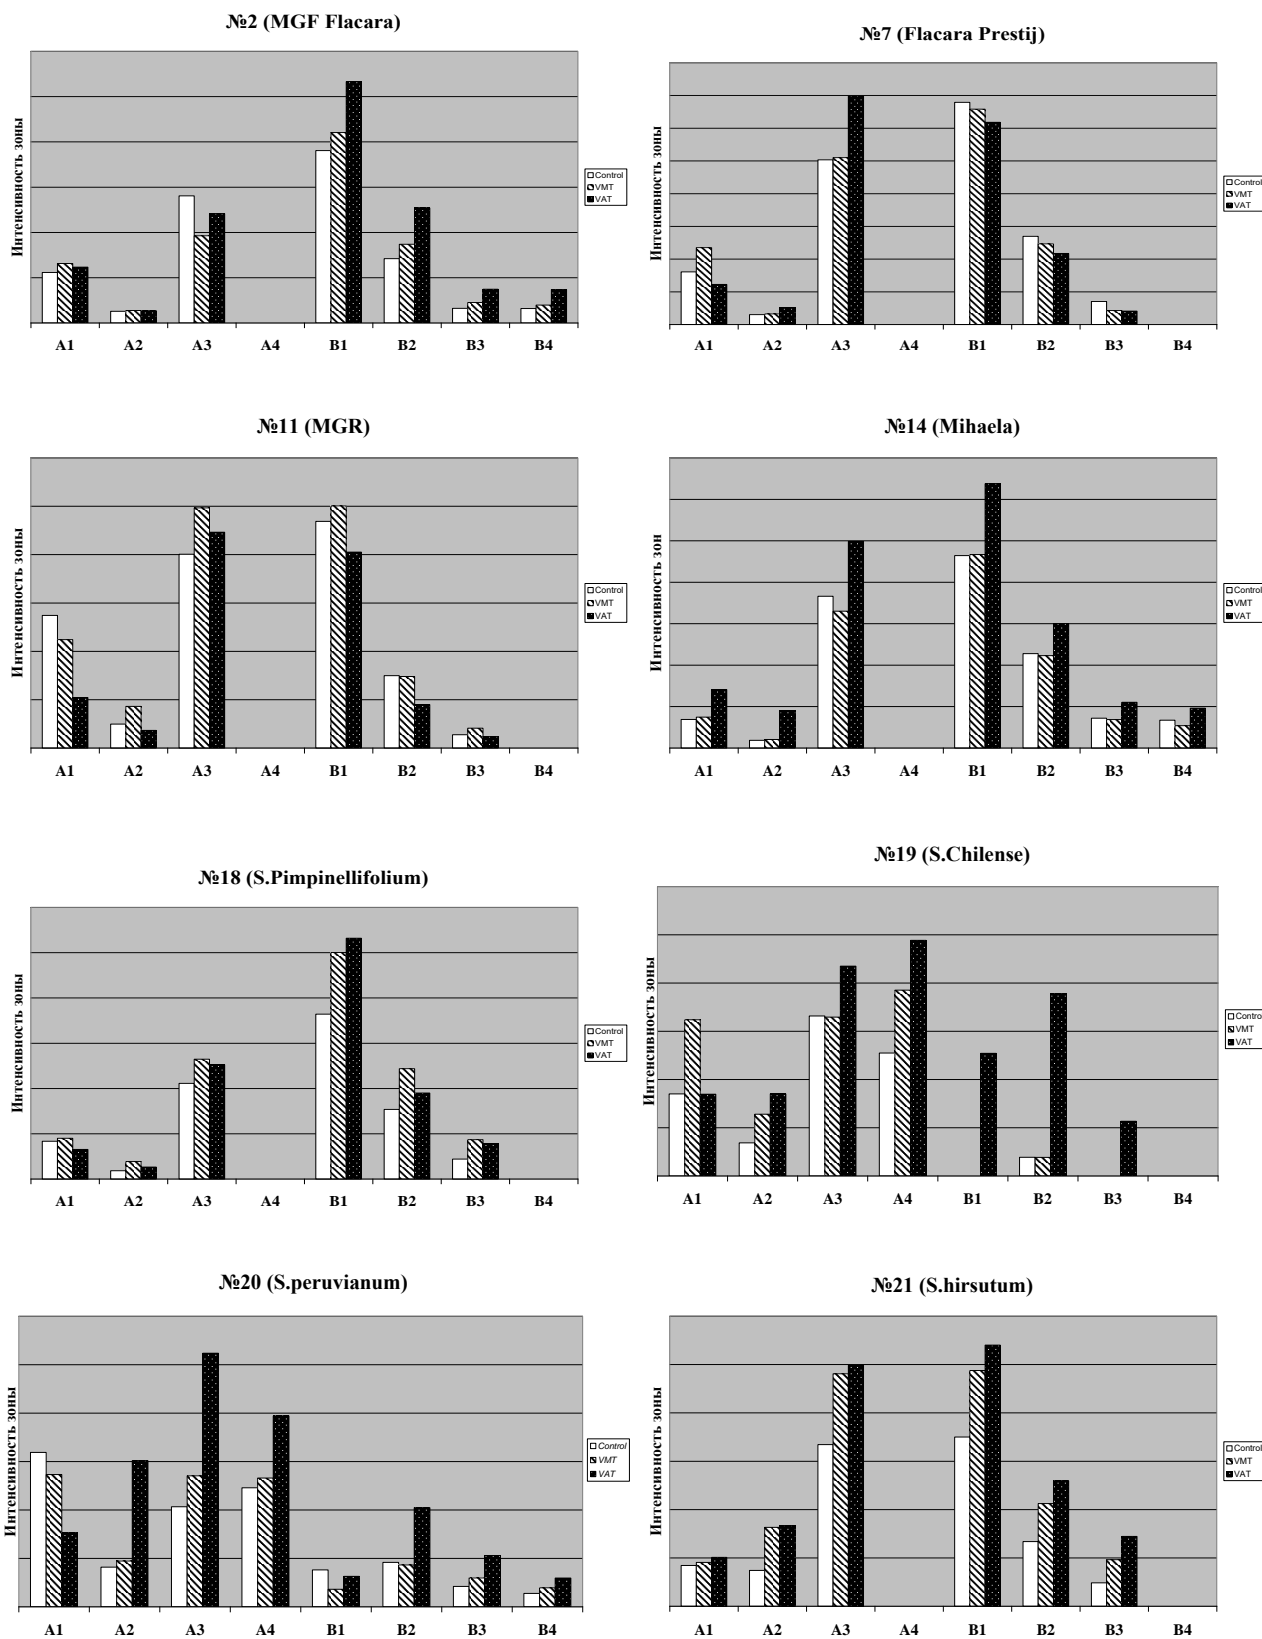 №2 (MGF Flacara)
Интенсивность зоны
Control
VMT
VAT
A1 A2 A3 A4 B1 B2 B3 B4
№7 (Flacara Prestij)
Интенсивность зоны
Control
VMT
VAT
A1 A2 A3 A4 B1 B2 B3 B4
№11 (MGR)
Интенсивность зоны
Control
VMT
VAT
A1 A2 A3 A4 B1 B2 B3 B4
№14 (Mihaela)
Интенсивность зон
Control
VMT
VAT
A1 A2 A3 A4 B1 B2 B3 B4
№18 (S.Pimpinellifolium)
Интенсивность зоны
Control
VMT
VAT
A1 A2 A3 A4 B1 B2 B3 B4
№19 (S.Chilense)
Интенсивность зоны
Control
VMT
VAT
A1 A2 A3 A4 B1 B2 B3 B4
№20 (S.peruvianum)
Интенсивность зоны
Control
VMT
VAT
A1 A2 A3 A4 B1 B2 B3 B4
№21 (S.hirsutum)
Интенсивность зоны
Control
VMT
VAT
A1 A2 A3 A4 B1 B2 B3 B4